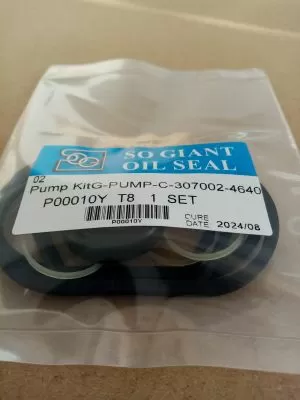 SO GIANT
OIL SEAL
02
Pump KitG-PUMP-C-307002-4640
P00010Y T8 1 SET
P00010Y
CURE
DATE 2024/08